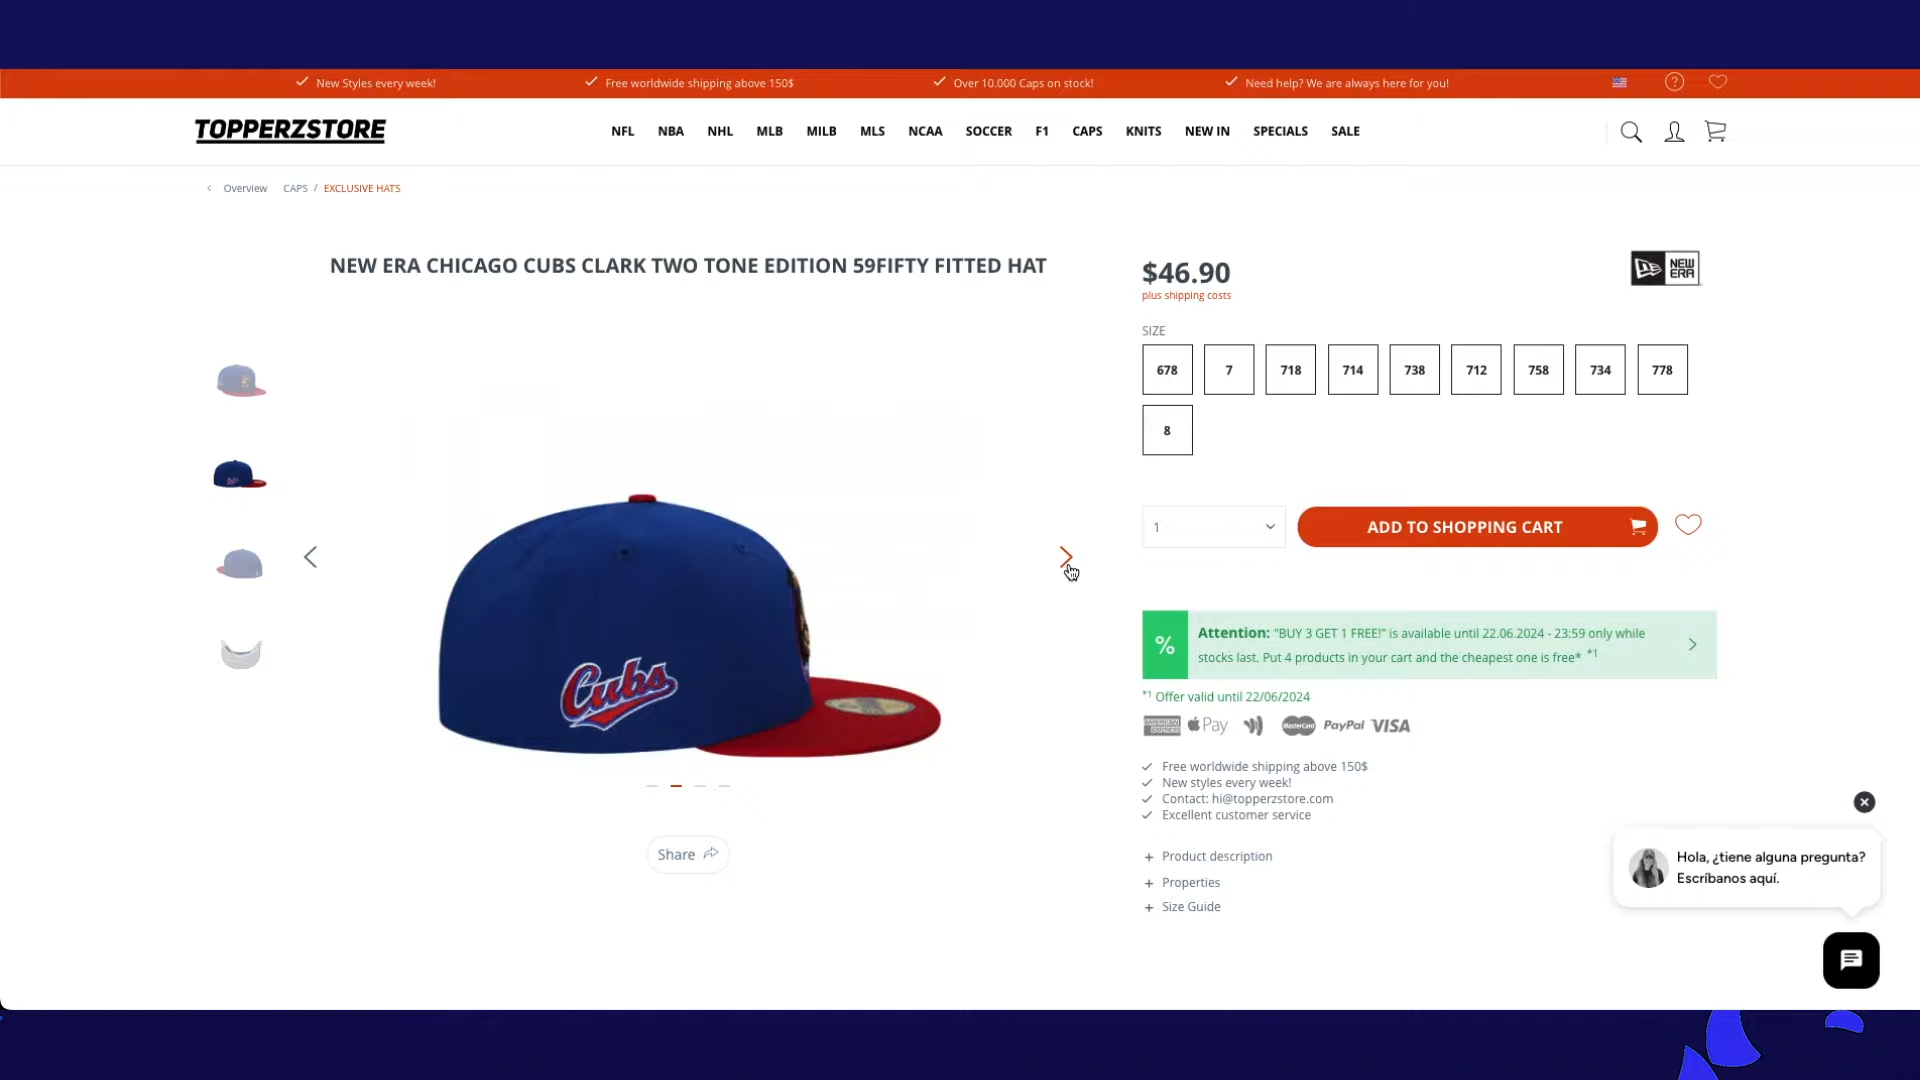 New Styles every week!
Free worldwide shipping above 150$
Over 10.000 Caps on stock!
Need help? We are always here for you!
TOPPERZSTORE
NFL NBA NHL MLB MILB MLS NCAA SOCCER F1 CAPS KNITS NEW IN SPECIALS SALE
Overview CAPS / EXCLUSIVE HATS
NEW ERA CHICAGO CUBS CLARK TWO TONE EDITION 59FIFTY FITTED HAT
Cubs
Share
$46.90
plus shipping costs
NEW
ERA
SIZE
678 7 718 714 738 712 758 734 778
8
1
ADD TO SHOPPING CART
%
Attention: "BUY 3 GET 1 FREE!" is available until 22.06.2024 - 23:59 only while
stocks last. Put 4 products in your cart and the cheapest one is free* *1
*1 Offer valid until 22/06/2024
AMERICAN EXPRESS Pay MasterCard PayPal VISA
Free worldwide shipping above 150$
New styles every week!
Contact: hi@topperzstore.com
Excellent customer service
+ Product description
+ Properties
+ Size Guide
Hola, ¿tiene alguna pregunta?
Escríbanos aquí.